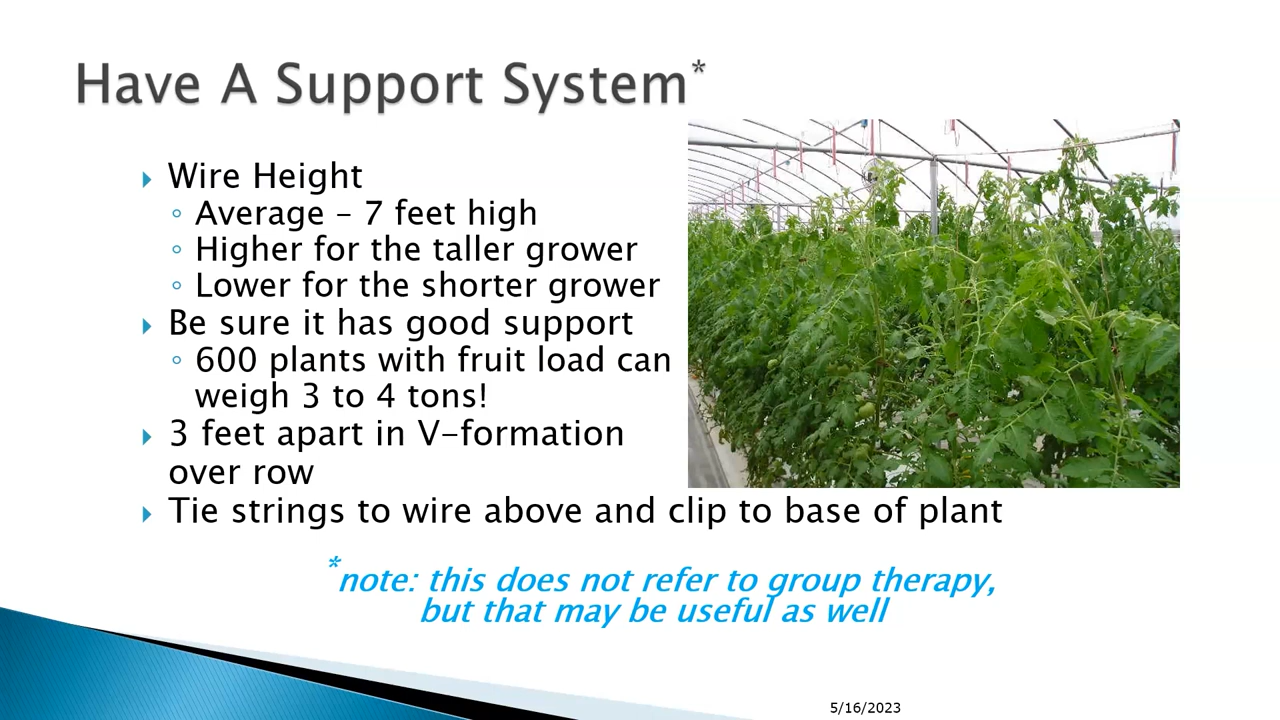 Have A Support System*
Wire Height
Average – 7 feet high
Higher for the taller grower
Lower for the shorter grower
Be sure it has good support
600 plants with fruit load can
weigh 3 to 4 tons!
3 feet apart in V-formation
over row
Tie strings to wire above and clip to base of plant
*note: this does not refer to group therapy,
but that may be useful as well
5/16/2023